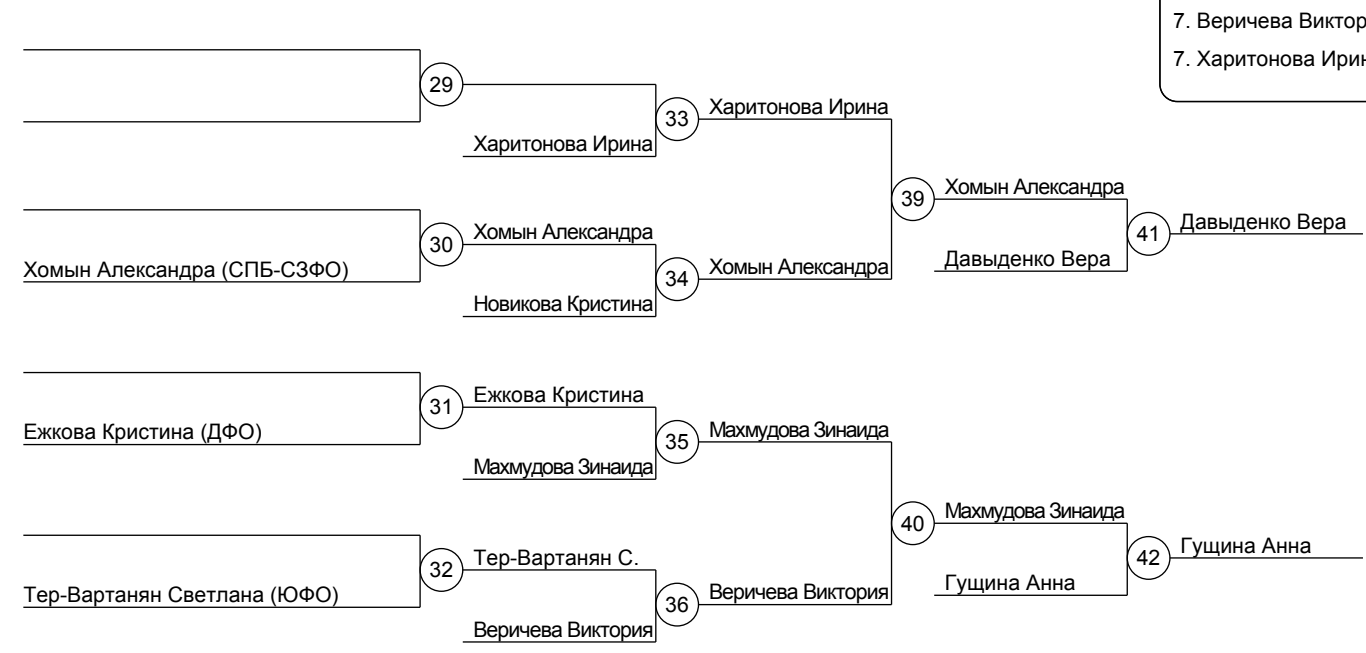 7. Веричева Виктор
7. Харитонова Ирин
29
33
Харитонова Ирина
Харитонова Ирина
39
Хомын Александра
41
Давыденко Вера
30
Хомын Александра
Хомын Александра (СПБ-СЗФО)
34
Хомын Александра
Давыденко Вера
Новикова Кристина
31
Ежкова Кристина
Ежкова Кристина (ДФО)
35
Махмудова Зинаида
Махмудова Зинаида
40
Махмудова Зинаида
42
Гущина Анна
32
Тер-Вартанян С.
Тер-Вартанян Светлана (ЮФО)
36
Веричева Виктория
Гущина Анна
Веричева Виктория